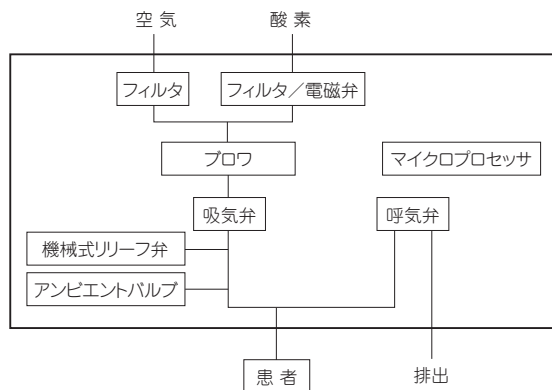 空気
酸素
フィルタ
フィルタ／電磁弁
ブロワ
マイクロプロセッサ
吸気弁
呼気弁
機械式リリーフ弁
アンビエントバルブ
患者
排出